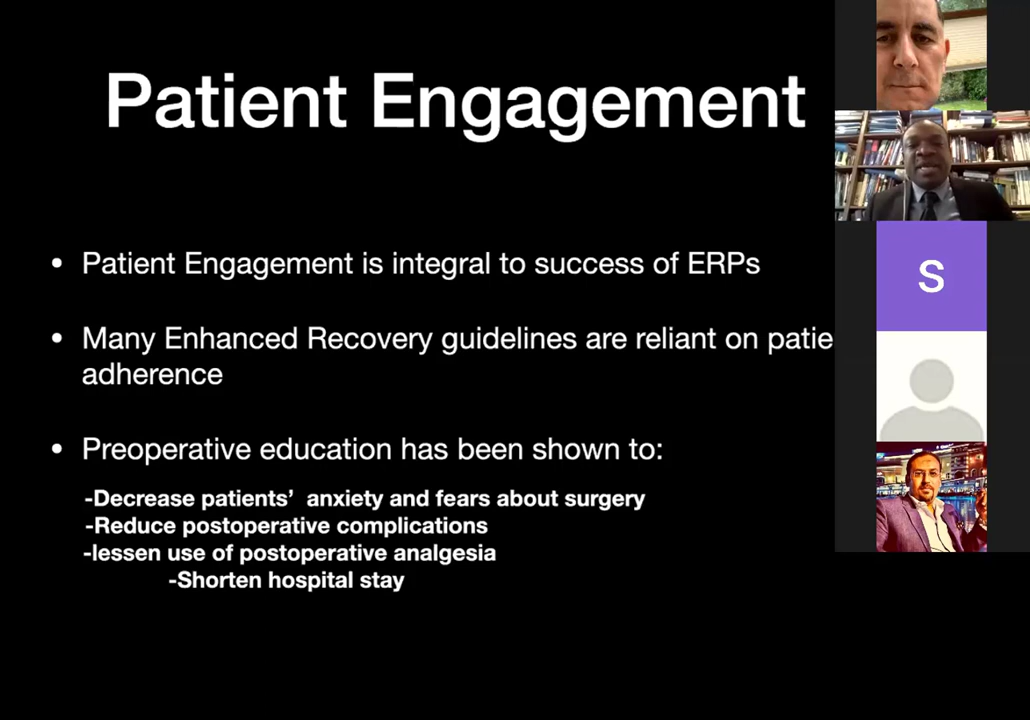 Patient Engagement
• Patient Engagement is integral to success of ERPs
• Many Enhanced Recovery guidelines are reliant on patie
adherence
• Preoperative education has been shown to:
-Decrease patients’ anxiety and fears about surgery
-Reduce postoperative complications
-lessen use of postoperative analgesia
-Shorten hospital stay
S